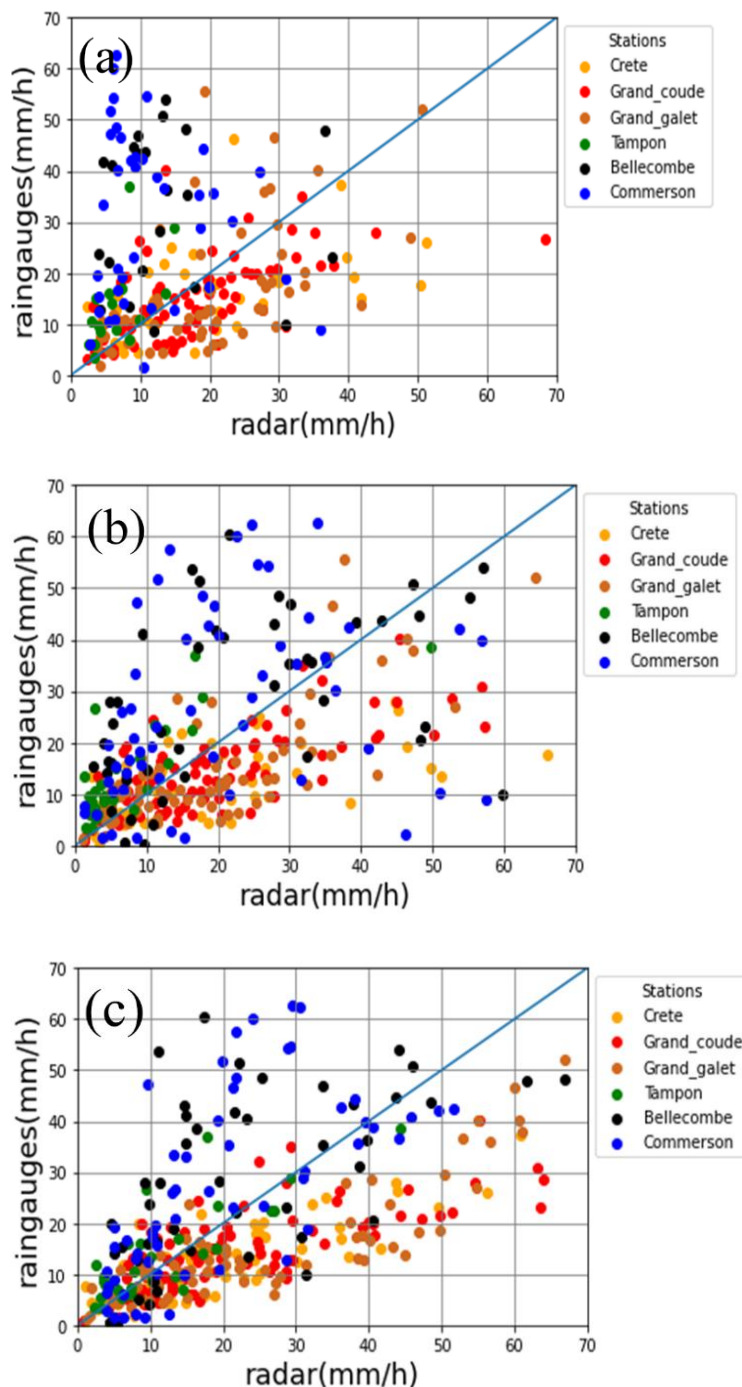 (a)
70
60
50
40
30
20
10
0
raingauges(mm/h)
0 10 20 30 40 50 60 70
radar(mm/h)
Stations
Crete
Grand_coude
Grand_galet
Tampon
Bellecombe
Commerson
(b)
70
60
50
40
30
20
10
0
raingauges(mm/h)
0 10 20 30 40 50 60 70
radar(mm/h)
Stations
Crete
Grand_coude
Grand_galet
Tampon
Bellecombe
Commerson
(c)
70
60
50
40
30
20
10
0
raingauges(mm/h)
0 10 20 30 40 50 60 70
radar(mm/h)
Stations
Crete
Grand_coude
Grand_galet
Tampon
Bellecombe
Commerson